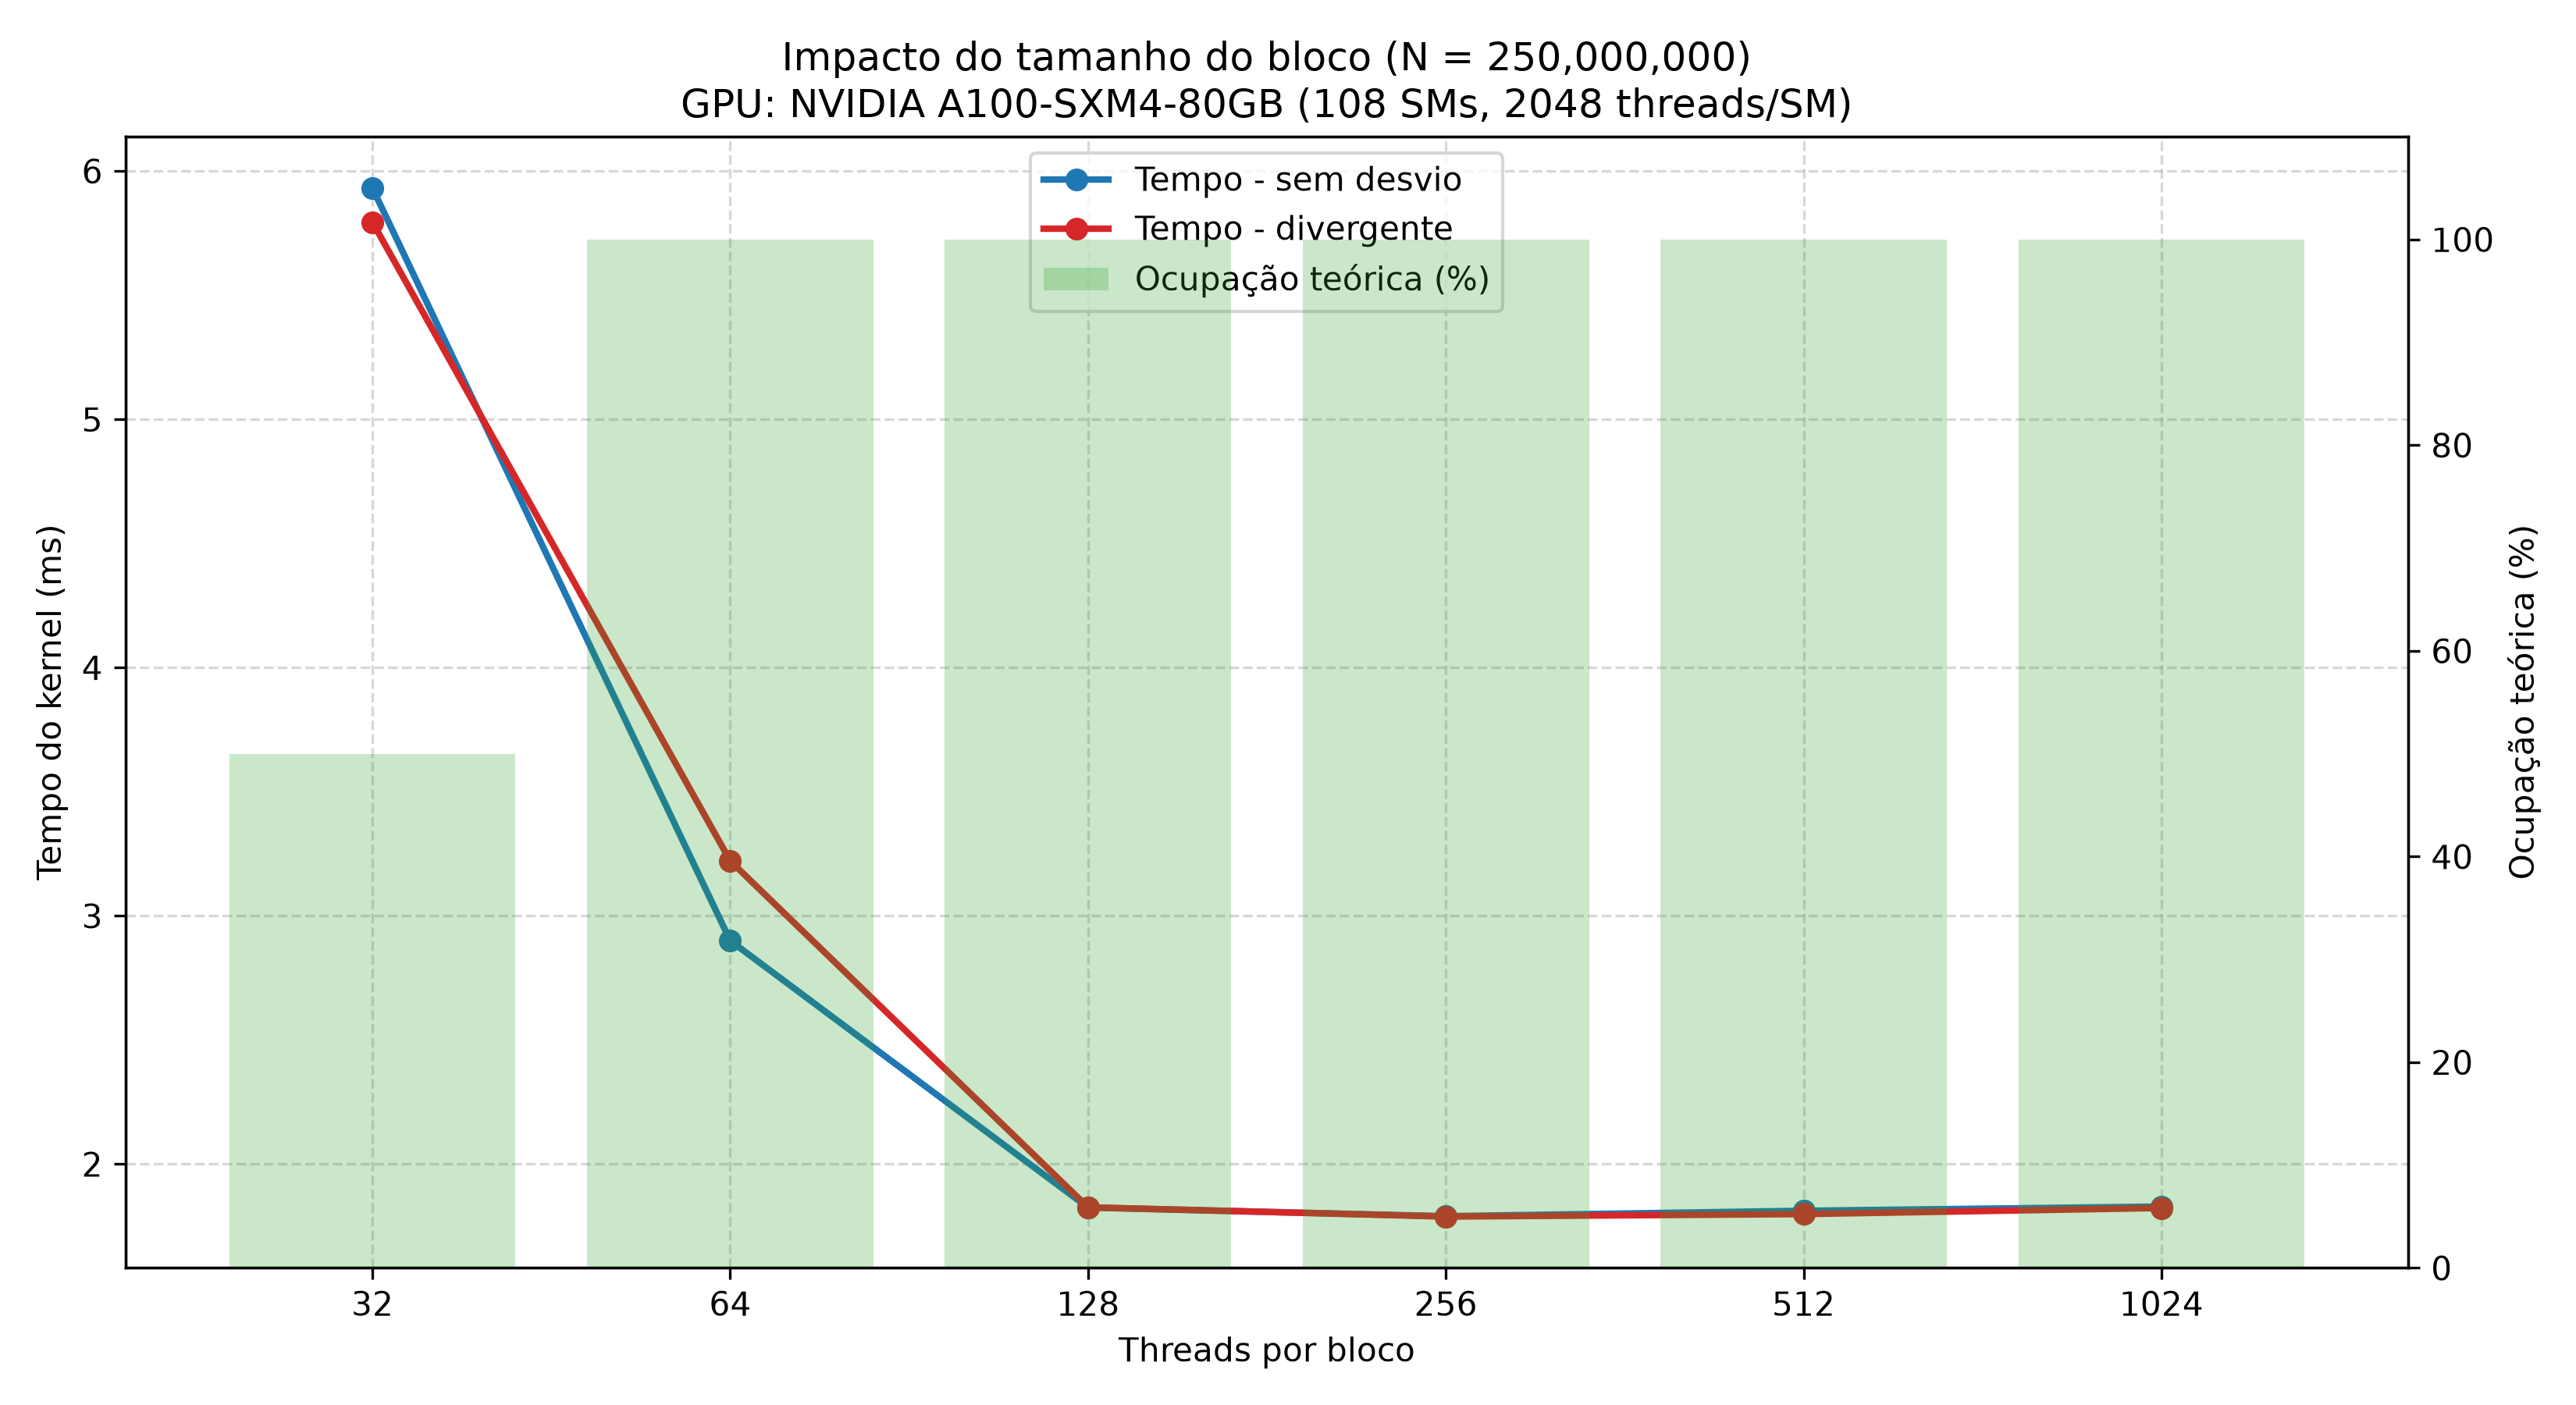 Impacto do tamanho do bloco (N = 250,000,000)
GPU: NVIDIA A100-SXM4-80GB (108 SMs, 2048 threads/SM)
Tempo - sem desvio
Tempo - divergente
Ocupação teórica (%)
Tempo do kernel (ms)
6
5
4
3
2
100
80
60
40
20
0
Ocupação teórica (%)
32 64 128 256 512 1024
Threads por bloco